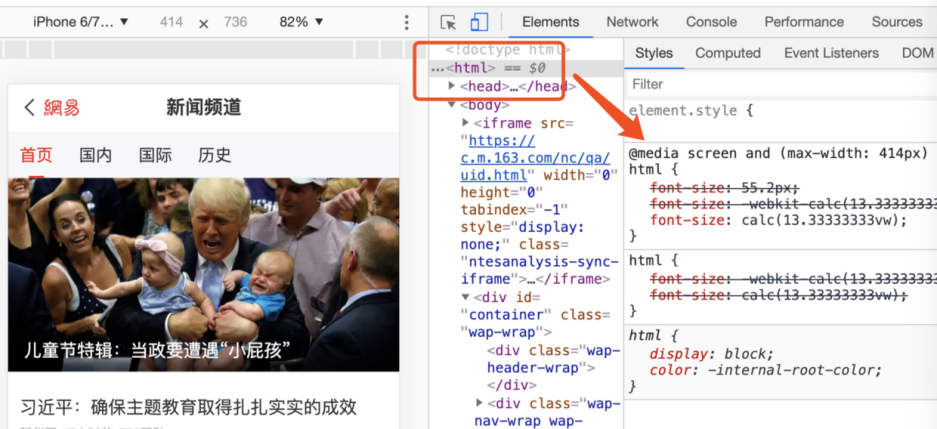 iPhone 6/7… ▼ 414 × 736 82% ▼
Elements Network Console Performance Sources
網易 新闻频道
首页 国内 国际 历史
儿童节特辑：当政要遭遇“小屁孩”
习近平：确保主题教育取得扎扎实实的成效
<!doctype html>
…<html> == $0
▶<head>…</head>
▼<body>
▶<iframe src=
"https://
c.m.163.com/nc/qa/
uid.html" width="0"
height="0"
tabindex="-1"
style="display:
none;" class=
"ntesanalysis-sync-
iframe">…</iframe>
▼<div id=
"container" class=
"wap-wrap">
<div class="wap-
header-wrap">
</div>
▶<div class="wap-
nav-wrap wap-
Styles Computed Event Listeners DOM
Filter
element.style {
@media screen and (max-width: 414px)
html {
font-size: 55.2px;
font-size: -webkit-calc(13.33333333
font-size: calc(13.33333333vw);
}
html {
font-size: -webkit-calc(13.33333333
font-size: calc(13.33333333vw);
}
html {
display: block;
color: -internal-root-color;
}